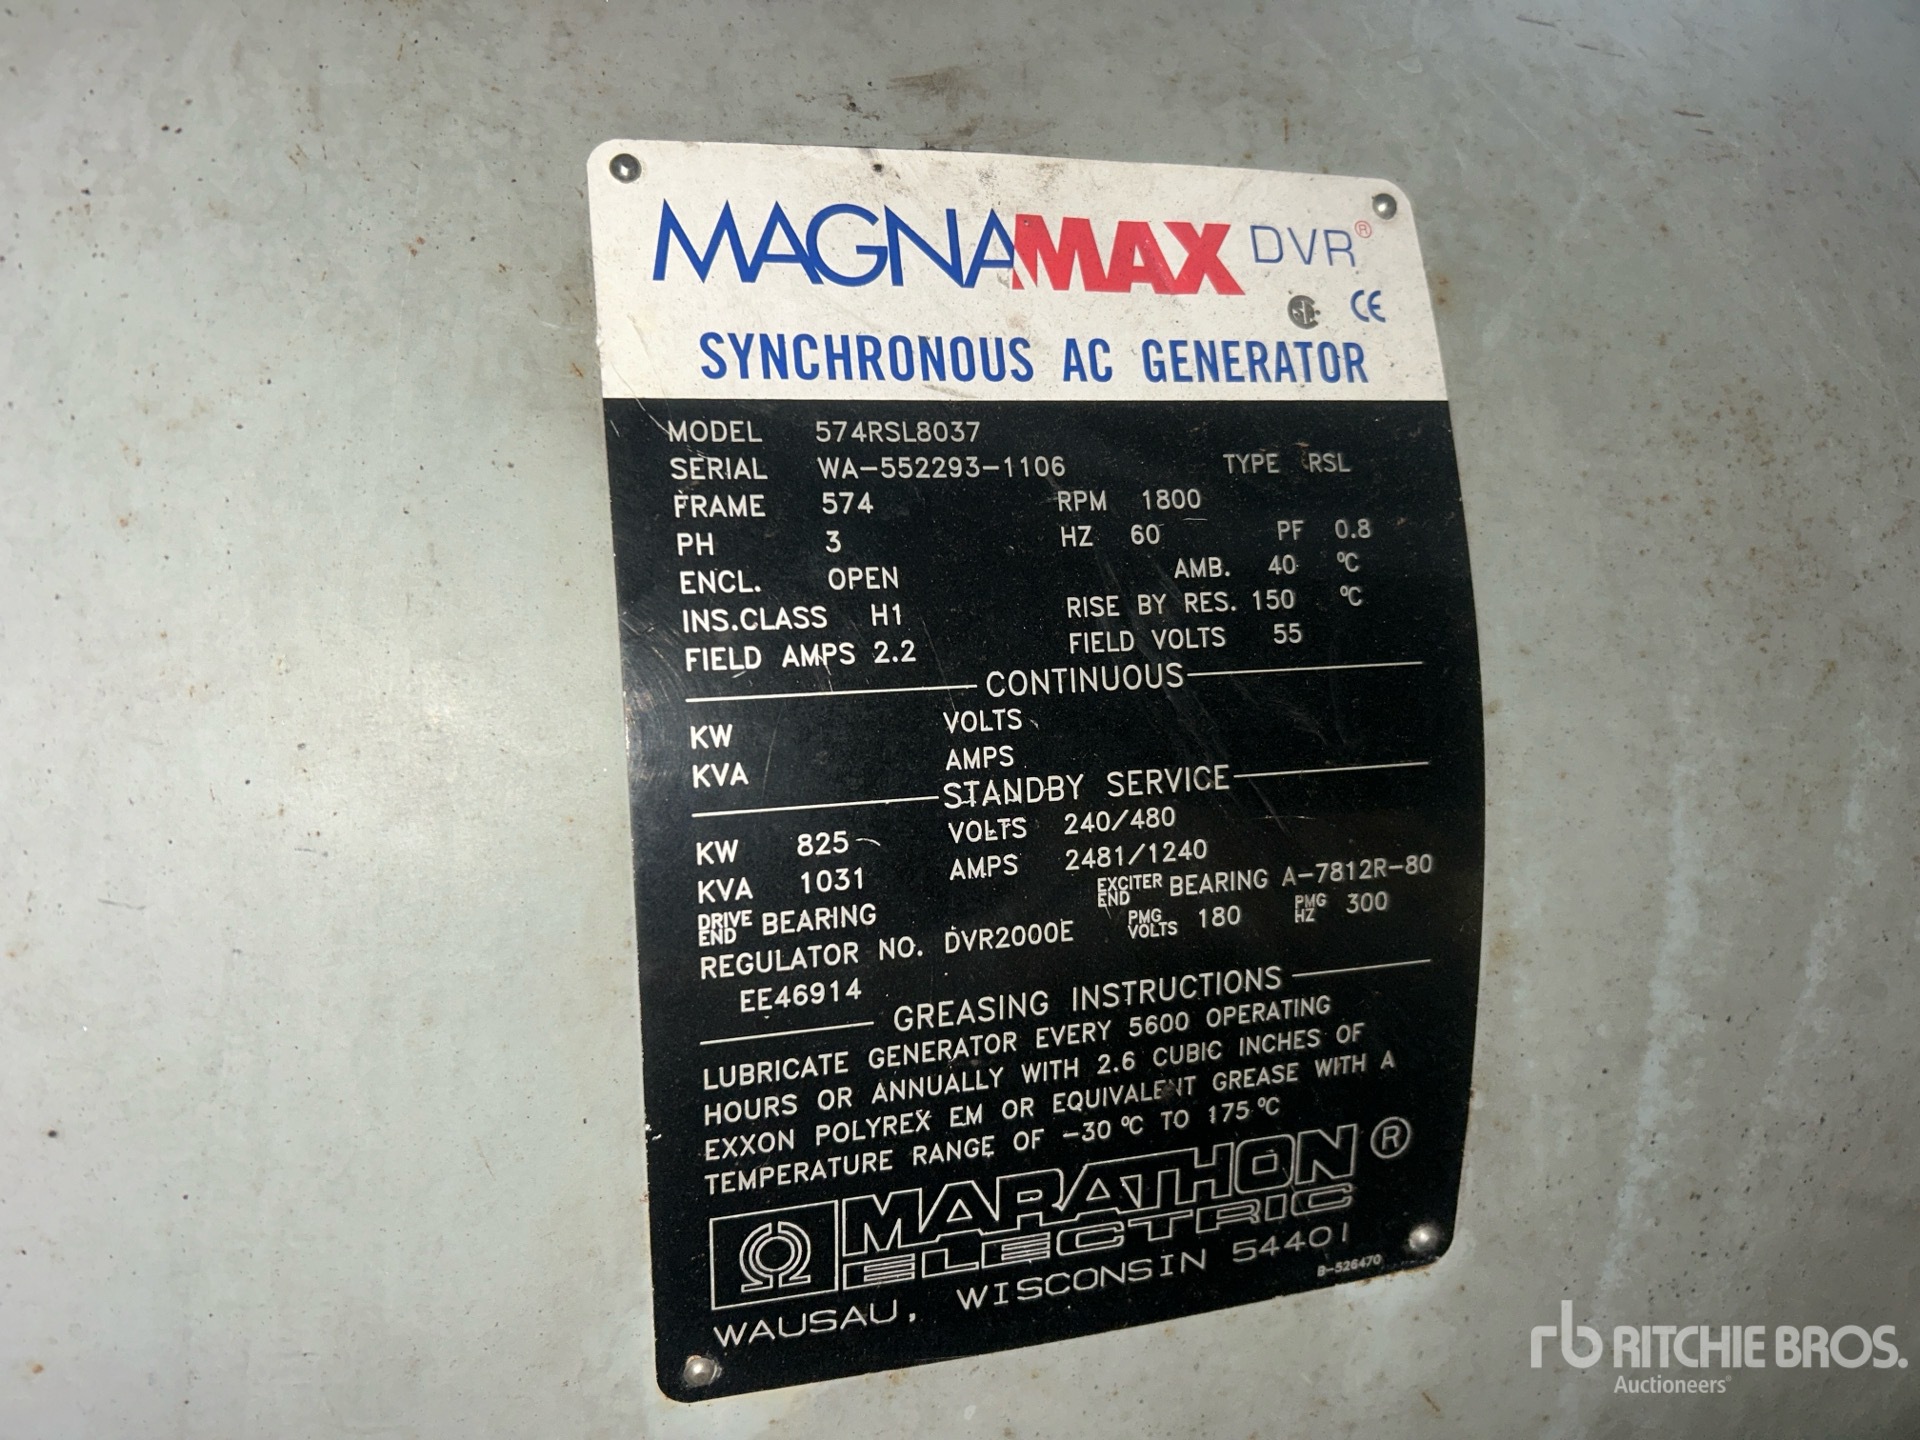 MAGNAMAX DVR®
SP CE
SYNCHRONOUS AC GENERATOR
MODEL 574RSL8037
SERIAL WA-552293-1106 TYPE RSL
FRAME 574 RPM 1800
PH 3 HZ 60 PF 0.8
ENCL. OPEN AMB. 40 °C
INS.CLASS H1 RISE BY RES. 150 °C
FIELD AMPS 2.2 FIELD VOLTS 55
CONTINUOUS
KW VOLTS
KVA AMPS
STANDBY SERVICE
KW 825 VOLTS 240/480
KVA 1031 AMPS 2481/1240
DRIVE END BEARING EXCITER END BEARING A-7812R-80
REGULATOR NO. DVR2000E PMG VOLTS 180 PMG HZ 300
EE46914
GREASING INSTRUCTIONS
LUBRICATE GENERATOR EVERY 5600 OPERATING
HOURS OR ANNUALLY WITH 2.6 CUBIC INCHES OF
EXXON POLYREX EM OR EQUIVALENT GREASE WITH A
TEMPERATURE RANGE OF -30 °C TO 175 °C
MARATHON ®
ELECTRIC
WAUSAU, WISCONSIN 54401
B-526470
rb RITCHIE BROS.
Auctioneers